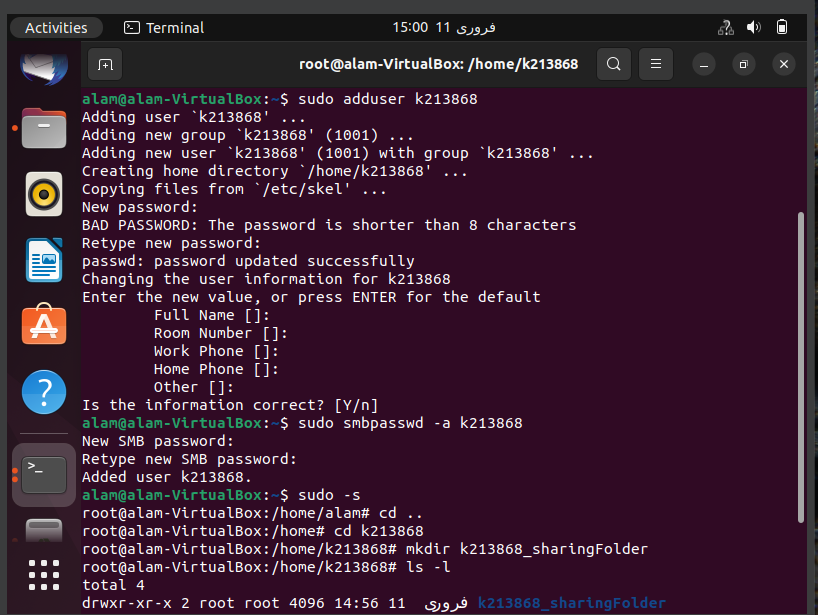 Activities
Terminal
15:00 11 فروری
root@alam-VirtualBox: /home/k213868
alam@alam-VirtualBox:~$ sudo adduser k213868
Adding user `k213868' ...
Adding new group `k213868' (1001) ...
Adding new user `k213868' (1001) with group `k213868' ...
Creating home directory `/home/k213868' ...
Copying files from `/etc/skel' ...
New password:
BAD PASSWORD: The password is shorter than 8 characters
Retype new password:
passwd: password updated successfully
Changing the user information for k213868
Enter the new value, or press ENTER for the default
Full Name []:
Room Number []:
Work Phone []:
Home Phone []:
Other []:
Is the information correct? [Y/n]
alam@alam-VirtualBox:~$ sudo smbpasswd -a k213868
New SMB password:
Retype new SMB password:
Added user k213868.
alam@alam-VirtualBox:~$ sudo -s
root@alam-VirtualBox:/home/alam# cd ..
root@alam-VirtualBox:/home# cd k213868
root@alam-VirtualBox:/home/k213868# mkdir k213868_sharingFolder
root@alam-VirtualBox:/home/k213868# ls -l
total 4
drwxr-xr-x 2 root root 4096 14:56 11 فروری k213868_sharingFolder